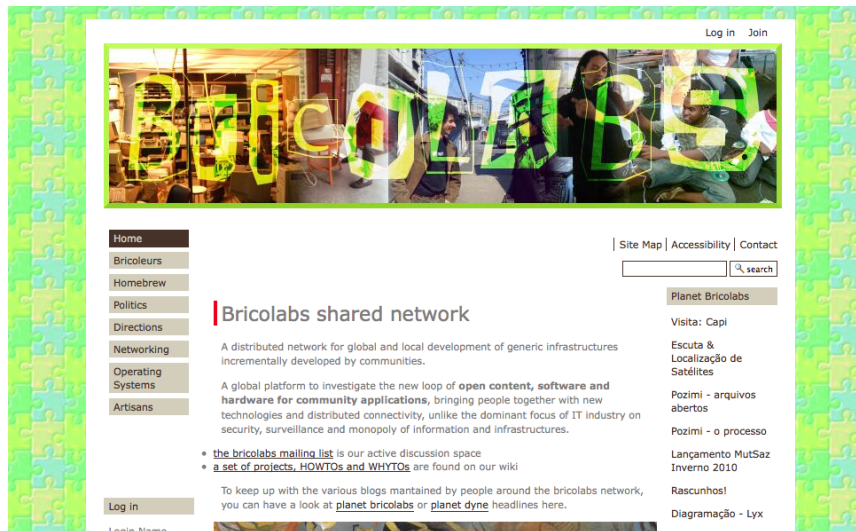 Log in Join
BRICOLABS
Home
Bricoleurs
Homebrew
Politics
Directions
Networking
Operating
Systems
Artisans
Log in
Login Name
Site Map Accessibility Contact
search
Bricolabs shared network
A distributed network for global and local development of generic infrastructures
incrementally developed by communities.
A global platform to investigate the new loop of open content, software and
hardware for community applications, bringing people together with new
technologies and distributed connectivity, unlike the dominant focus of IT industry on
security, surveillance and monopoly of information and infrastructures.
the bricolabs mailing list is our active discussion space
a set of projects, HOWTOs and WHYTOs are found on our wiki
To keep up with the various blogs mantained by people around the bricolabs network,
you can have a look at planet bricolabs or planet dyne headlines here.
Planet Bricolabs
Visita: Capi
Escuta &
Localização de
Satélites
Pozimi - arquivos
abertos
Pozimi - o processo
Lançamento MutSaz
Inverno 2010
Rascunhos!
Diagramação - Lyx